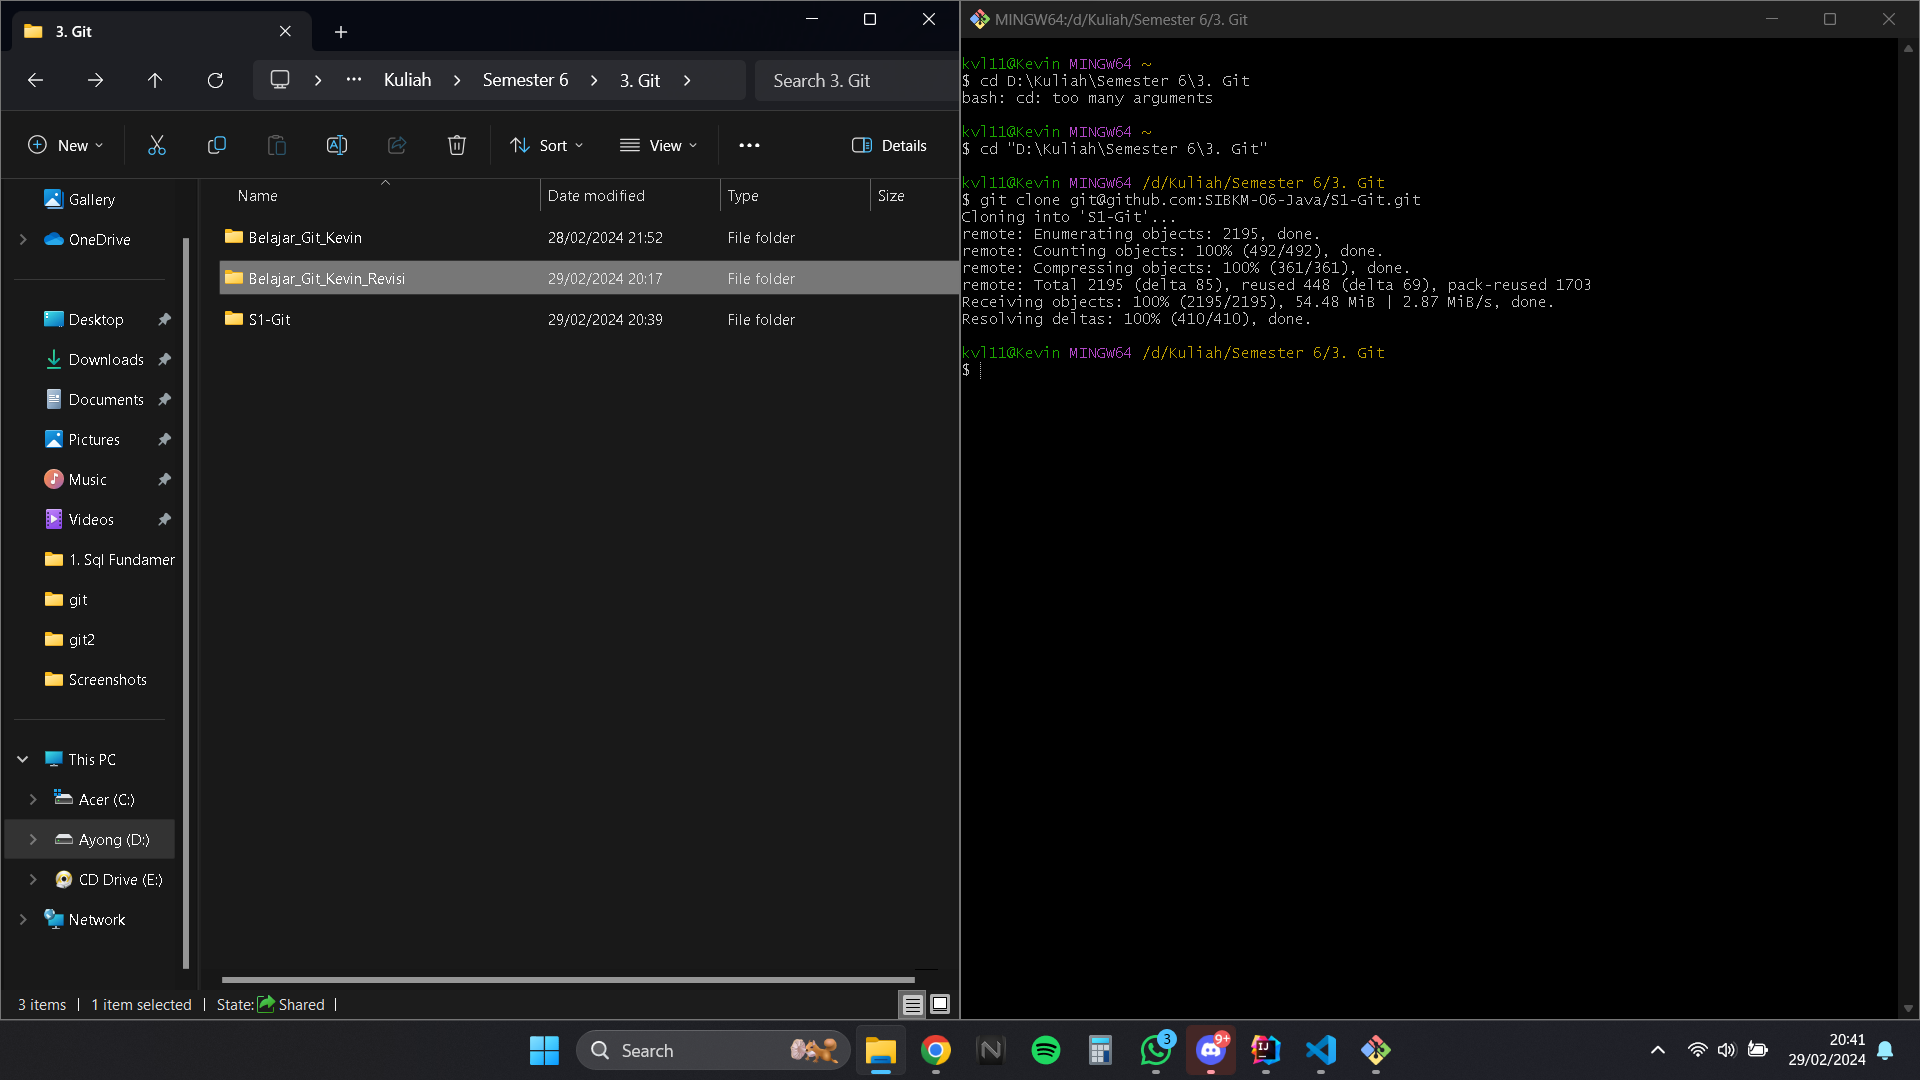 3. Git
Kuliah
Semester 6
3. Git
Search 3. Git
New
Sort
View
Details
Name
Date modified
Type
Size
Gallery
OneDrive
Desktop
Downloads
Documents
Pictures
Music
Videos
1. Sql Fundamer
git
git2
Screenshots
This PC
Acer (C:)
Ayong (D:)
CD Drive (E:)
Network
Belajar_Git_Kevin 28/02/2024 21:52 File folder
Belajar_Git_Kevin_Revisi 29/02/2024 20:17 File folder
S1-Git 29/02/2024 20:39 File folder
3 items | 1 item selected | State: Shared |
MINGW64:/d/Kuliah/Semester 6/3. Git
kvl11@Kevin MINGW64 ~
$ cd D:\Kuliah\Semester 6\3. Git
bash: cd: too many arguments
kvl11@Kevin MINGW64 ~
$ cd "D:\Kuliah\Semester 6\3. Git"
kvl11@Kevin MINGW64 /d/Kuliah/Semester 6/3. Git
$ git clone git@github.com:SIBKM-06-Java/S1-Git.git
Cloning into 'S1-Git'...
remote: Enumerating objects: 2195, done.
remote: Counting objects: 100% (492/492), done.
remote: Compressing objects: 100% (361/361), done.
remote: Total 2195 (delta 85), reused 448 (delta 69), pack-reused 1703
Receiving objects: 100% (2195/2195), 54.48 MiB | 2.87 MiB/s, done.
Resolving deltas: 100% (410/410), done.
kvl11@Kevin MINGW64 /d/Kuliah/Semester 6/3. Git
$
Search
3
9+
IJ
20:41
29/02/2024